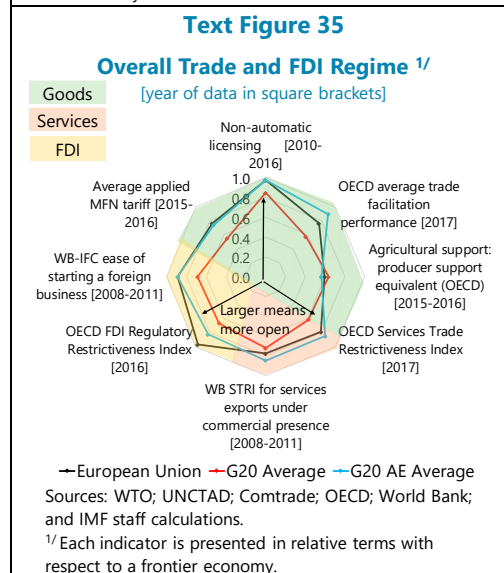 Text Figure 35
Overall Trade and FDI Regime 1/
[year of data in square brackets]
Goods
Services
FDI
Non-automatic
licensing [2010-
2016]
OECD average trade
facilitation
performance [2017]
Agricultural support:
producer support
equivalent (OECD)
[2015-2016]
OECD Services Trade
Restrictiveness Index
[2017]
WB STRI for services
exports under
commercial presence
[2008-2011]
OECD FDI Regulatory
Restrictiveness Index
[2016]
WB-IFC ease of
starting a foreign
business [2008-2011]
Average applied
MFN tariff [2015-
2016]
1.0
0.8
0.6
0.4
0.2
0.0
Larger means
more open
European Union
G20 Average
G20 AE Average
Sources: WTO; UNCTAD; Comtrade; OECD; World Bank;
and IMF staff calculations.
1/ Each indicator is presented in relative terms with
respect to a frontier economy.